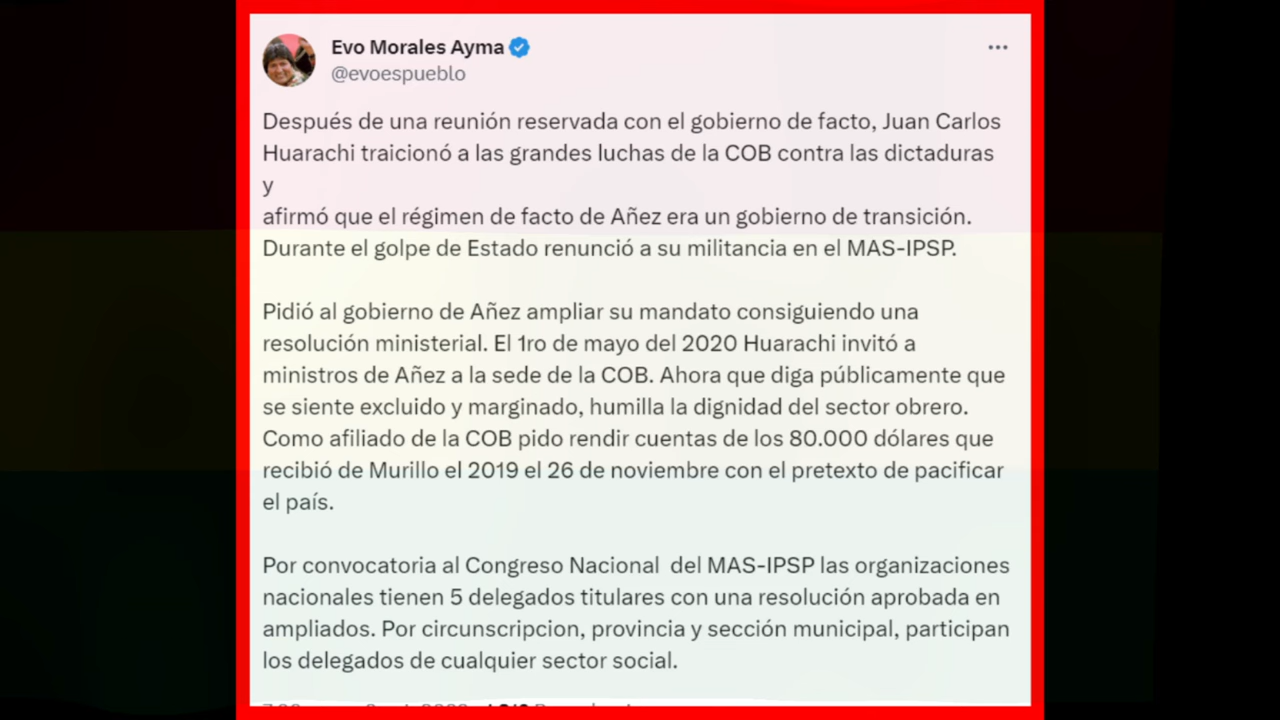 Evo Morales Ayma
@evoespueblo
Después de una reunión reservada con el gobierno de facto, Juan Carlos
Huarachi traicionó a las grandes luchas de la COB contra las dictaduras
y
afirmó que el régimen de facto de Añez era un gobierno de transición.
Durante el golpe de Estado renunció a su militancia en el MAS-IPSP.
Pidió al gobierno de Añez ampliar su mandato consiguiendo una
resolución ministerial. El 1ro de mayo del 2020 Huarachi invitó a
ministros de Añez a la sede de la COB. Ahora que diga públicamente que
se siente excluido y marginado, humilla la dignidad del sector obrero.
Como afiliado de la COB pido rendir cuentas de los 80.000 dólares que
recibió de Murillo el 2019 el 26 de noviembre con el pretexto de pacificar
el país.
Por convocatoria al Congreso Nacional del MAS-IPSP las organizaciones
nacionales tienen 5 delegados titulares con una resolución aprobada en
ampliados. Por circunscripcion, provincia y sección municipal, participan
los delegados de cualquier sector social.